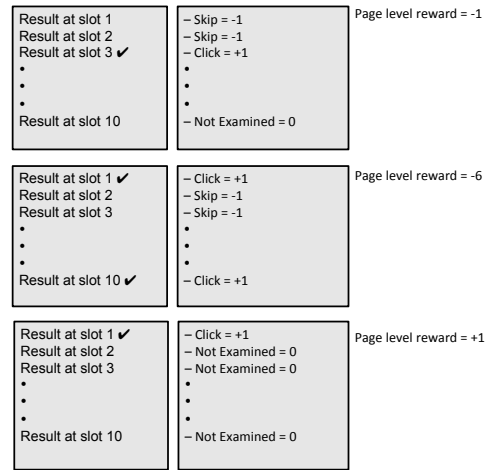 Result at slot 1
Result at slot 2
Result at slot 3 ✔
•
•
•
Result at slot 10
– Skip = -1
– Skip = -1
– Click = +1
•
•
•
– Not Examined = 0
Page level reward = -1
Result at slot 1 ✔
Result at slot 2
Result at slot 3
•
•
•
Result at slot 10 ✔
– Click = +1
– Skip = -1
– Skip = -1
•
•
•
– Click = +1
Page level reward = -6
Result at slot 1 ✔
Result at slot 2
Result at slot 3
•
•
•
Result at slot 10
– Click = +1
– Not Examined = 0
– Not Examined = 0
•
•
•
– Not Examined = 0
Page level reward = +1